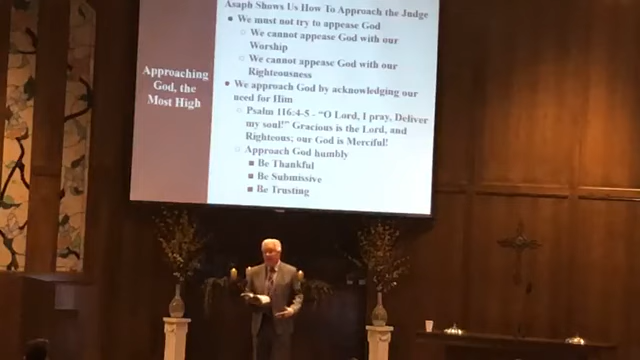 Asaph Shows Us How To Approach the Judge
We must not try to appease God
We cannot appease God with our
Worship
We cannot appease God with our
Righteousness
Approaching
God, the
Most High
We approach God by acknowledging our
need for Him
Psalm 116:4-5 - “O Lord, I pray, Deliver
my soul!” Gracious is the Lord, and
Righteous; our God is Merciful!
Approach God humbly
Be Thankful
Be Submissive
Be Trusting